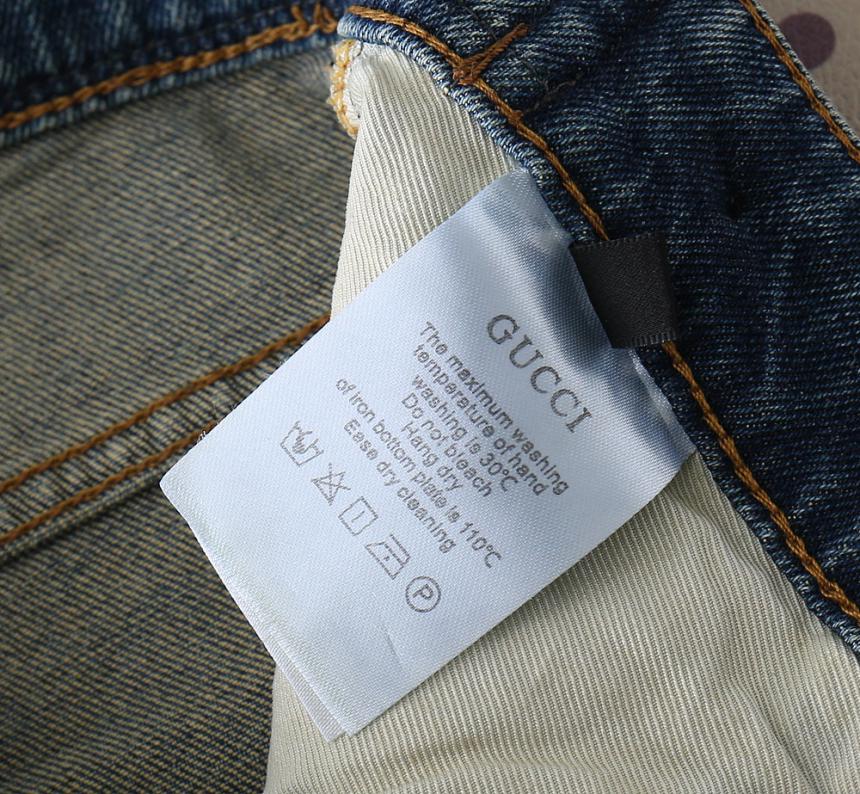 GUCCI
The maximum washing
temperature of hand
washing is 30℃
Do not bleach
Hang dry
of iron bottom plate is 110℃
Ease dry cleaning
P